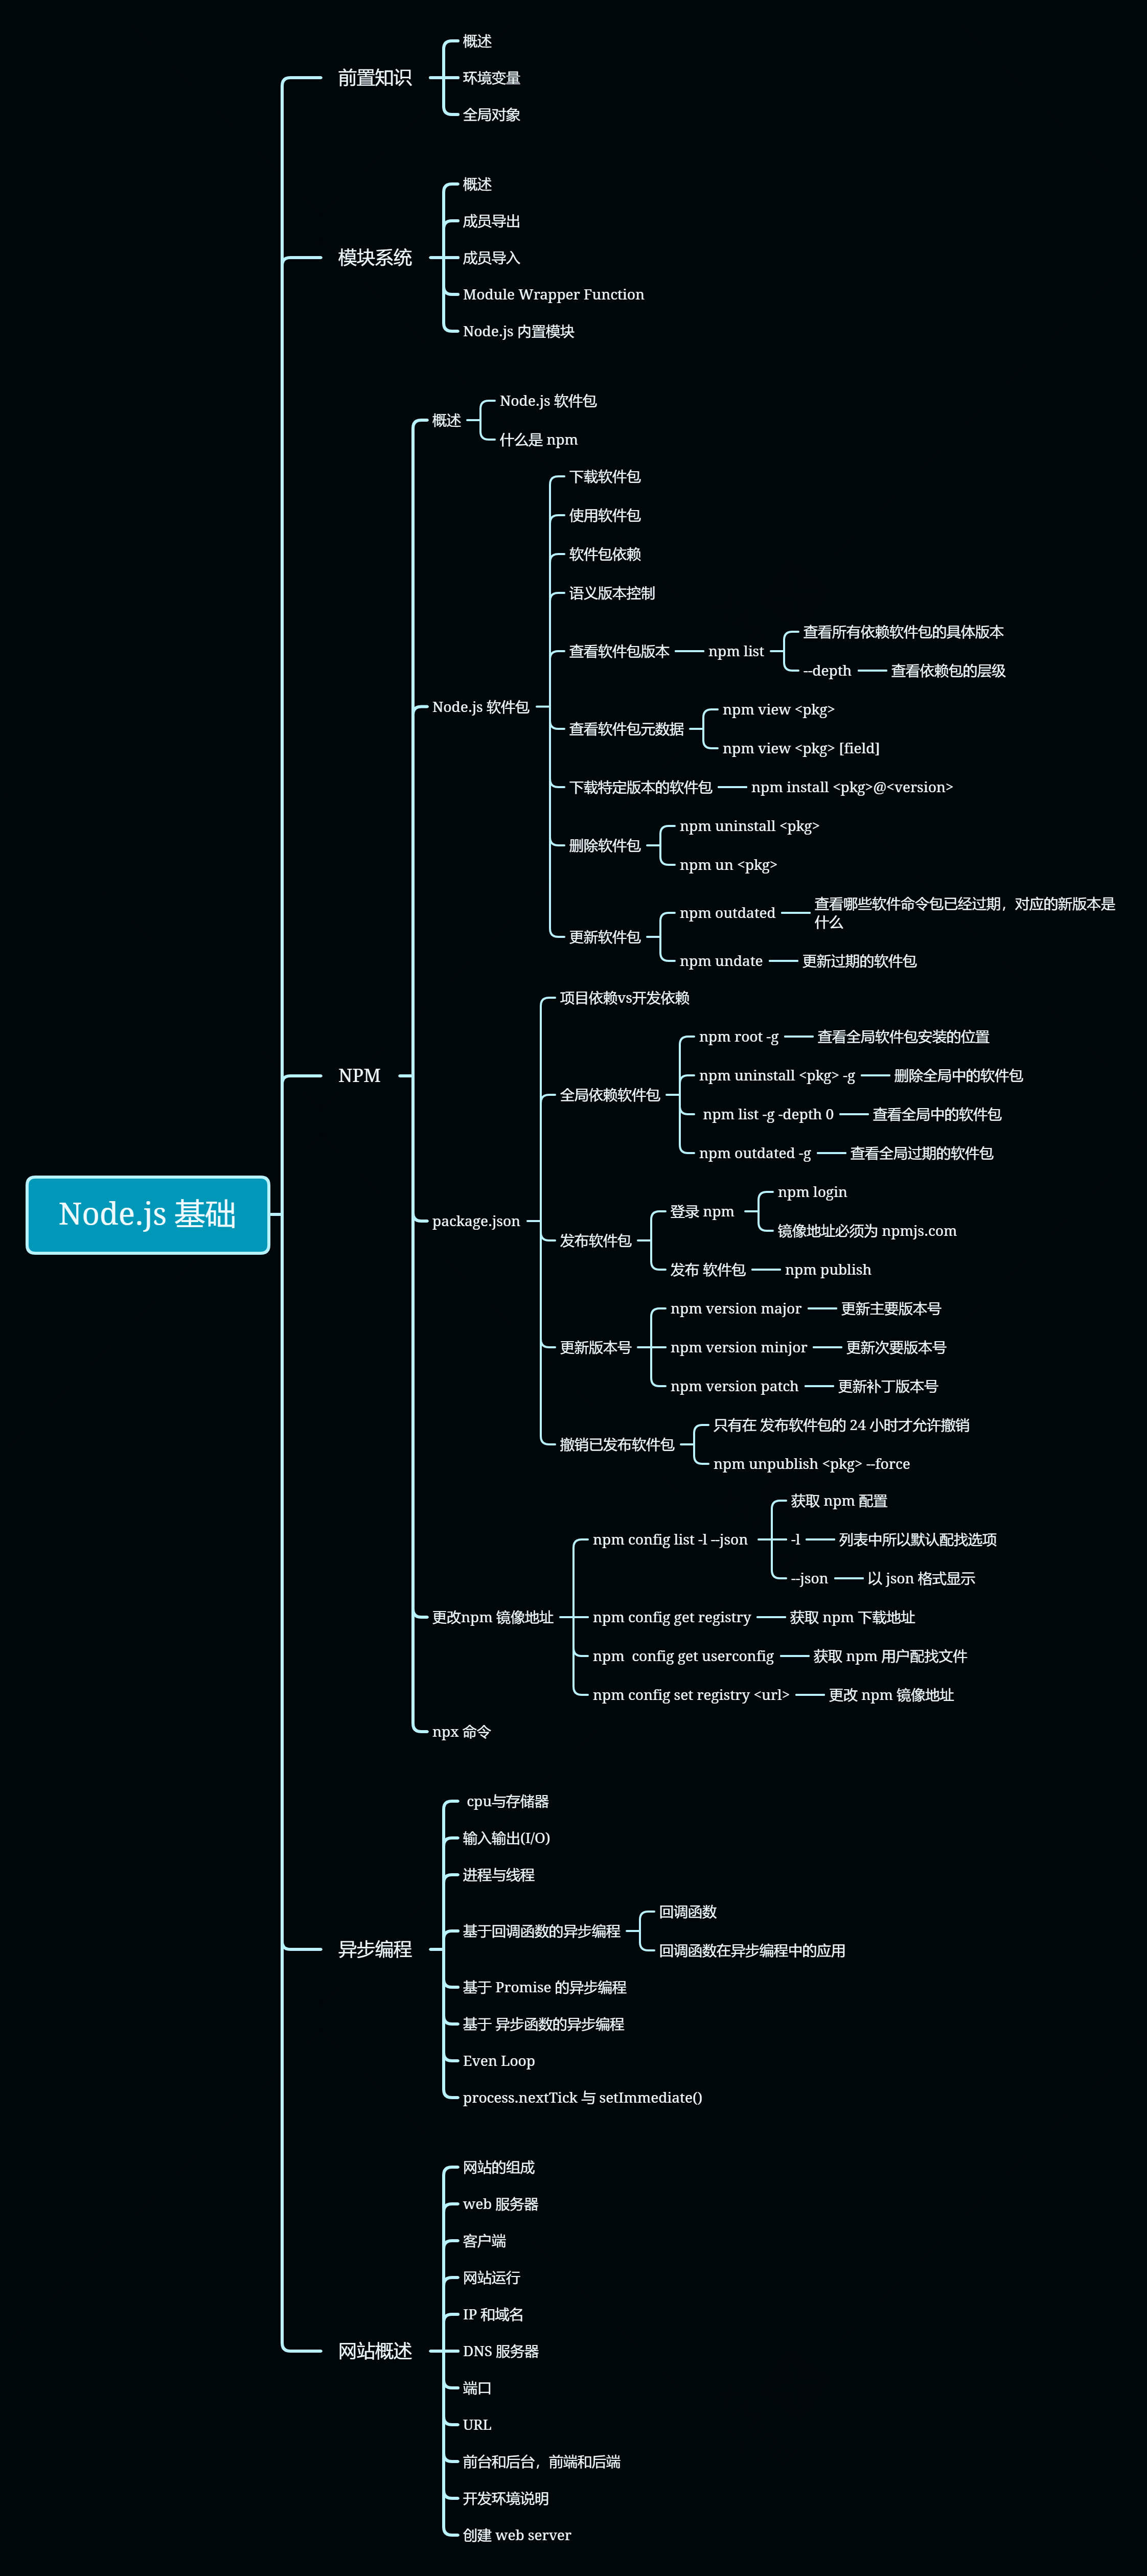 Node.js 基础
前置知识
概述
环境变量
全局对象
模块系统
概述
成员导出
成员导入
Module Wrapper Function
Node.js 内置模块
NPM
概述
Node.js 软件包
什么是 npm
Node.js 软件包
下载软件包
使用软件包
软件包依赖
语义版本控制
查看软件包版本
npm list
查看所有依赖软件包的具体版本
--depth
查看依赖包的层级
查看软件包元数据
npm view <pkg>
npm view <pkg> [field]
下载特定版本的软件包
npm install <pkg>@<version>
删除软件包
npm uninstall <pkg>
npm un <pkg>
更新软件包
npm outdated
查看哪些软件命令包已经过期，对应的新版本是
什么
npm undate
更新过期的软件包
package.json
项目依赖vs开发依赖
全局依赖软件包
npm root -g
查看全局软件包安装的位置
npm uninstall <pkg> -g
删除全局中的软件包
npm list -g -depth 0
查看全局中的软件包
npm outdated -g
查看全局过期的软件包
发布软件包
登录 npm
npm login
镜像地址必须为 npmjs.com
发布 软件包
npm publish
更新版本号
npm version major
更新主要版本号
npm version minjor
更新次要版本号
npm version patch
更新补丁版本号
撤销已发布软件包
只有在 发布软件包的 24 小时才允许撤销
npm unpublish <pkg> --force
更改npm 镜像地址
npm config list -l --json
获取 npm 配置
-l
列表中所以默认配找选项
--json
以 json 格式显示
npm config get registry
获取 npm 下载地址
npm  config get userconfig
获取 npm 用户配找文件
npm config set registry <url>
更改 npm 镜像地址
npx 命令
异步编程
cpu与存储器
输入输出(I/O)
进程与线程
基于回调函数的异步编程
回调函数
回调函数在异步编程中的应用
基于 Promise 的异步编程
基于 异步函数的异步编程
Even Loop
process.nextTick 与 setImmediate()
网站概述
网站的组成
web 服务器
客户端
网站运行
IP 和域名
DNS 服务器
端口
URL
前台和后台，前端和后端
开发环境说明
创建 web server